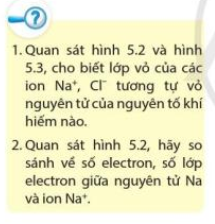 ?
1. Quan sát hình 5.2 và hình
5.3, cho biết lớp vỏ của các
ion Na⁺, Cl⁻ tương tự vỏ
nguyên tử của nguyên tố khí
hiếm nào.
2. Quan sát hình 5.2, hãy so
sánh về số electron, số lớp
electron giữa nguyên tử Na
và ion Na⁺.